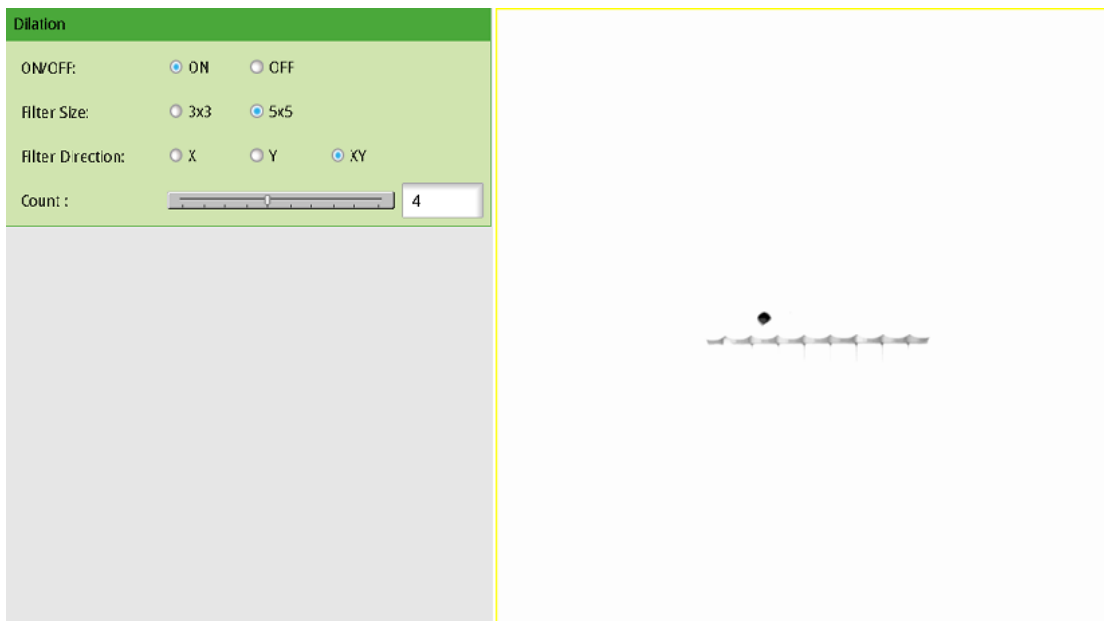 Dilation
ON/OFF: ON OFF
Filter Size: 3x3 5x5
Filter Direction: X Y XY
Count : 4